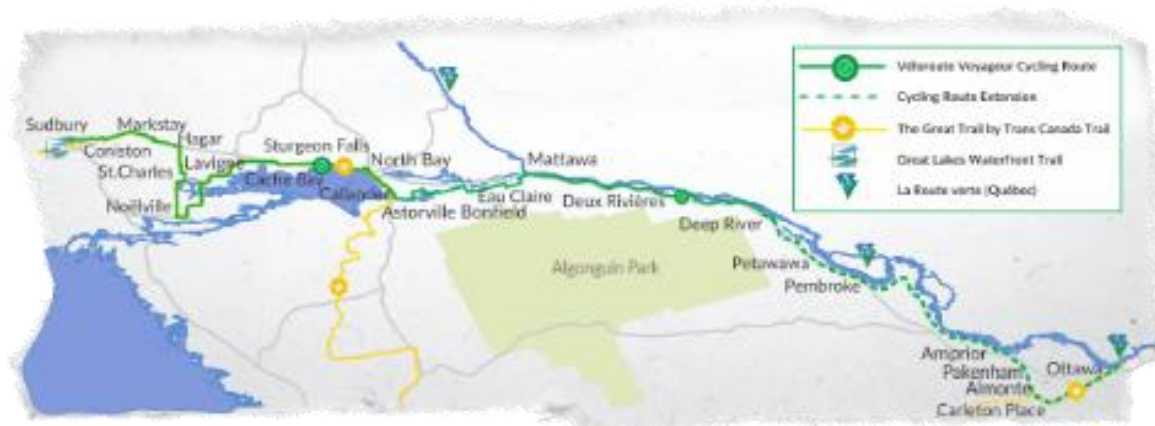 Véloroute Voyageur Cycling Route
Cycling Route Extension
The Great Trail by Trans Canada Trail
Great Lakes Waterfront Trail
La Route verte (Québec)
Sudbury
Markstay
Hagar
Coniston
St.Charles
Lavigne
Noëlville
Sturgeon Falls
Cache Bay
North Bay
Callander
Astorville
Bonfield
Eau Claire
Mattawa
Deux Rivières
Deep River
Algonquin Park
Petawawa
Pembroke
Arnprior
Pakenham
Almonte
Carleton Place
Ottawa